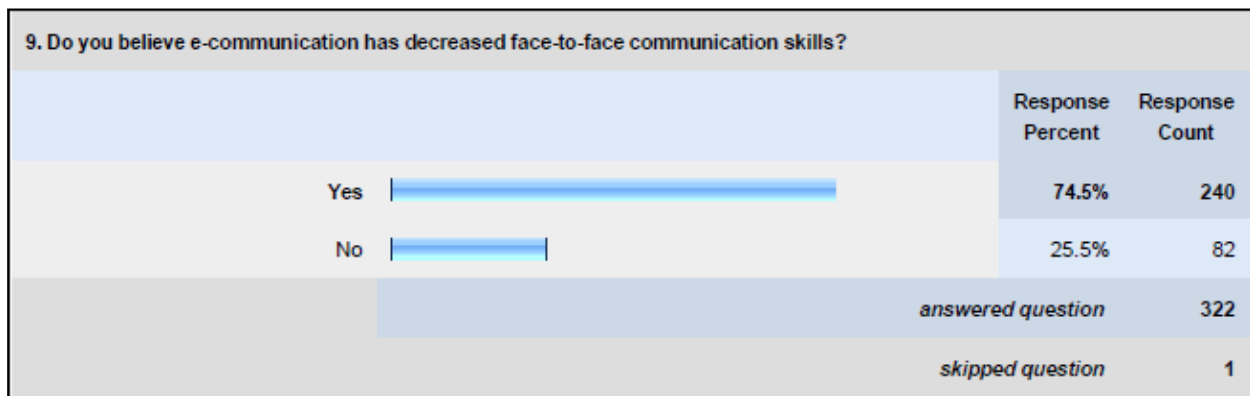 9. Do you believe e-communication has decreased face-to-face communication skills?
Response Percent Response Count
Yes 74.5% 240
No 25.5% 82
answered question 322
skipped question 1